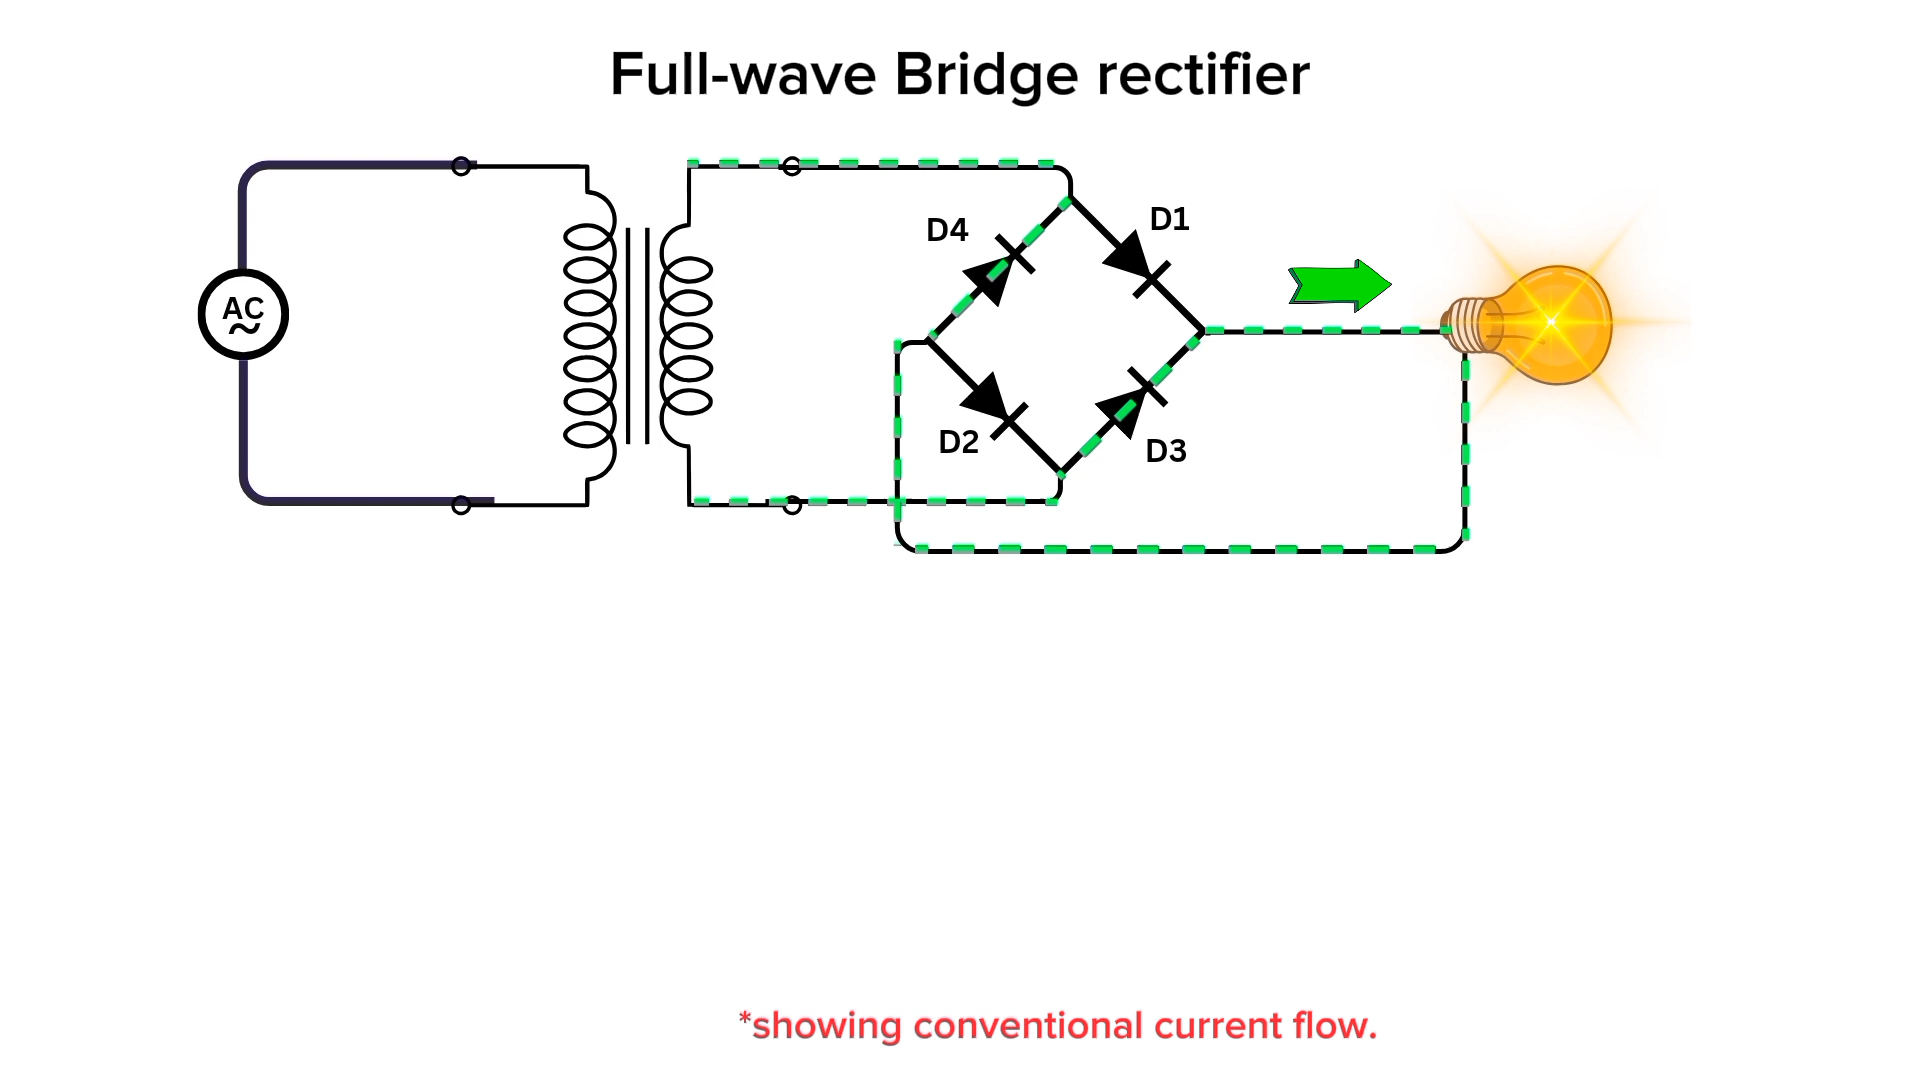 Full-wave Bridge rectifier
D4
D1
AC
~
D2
D3
*showing conventional current flow.